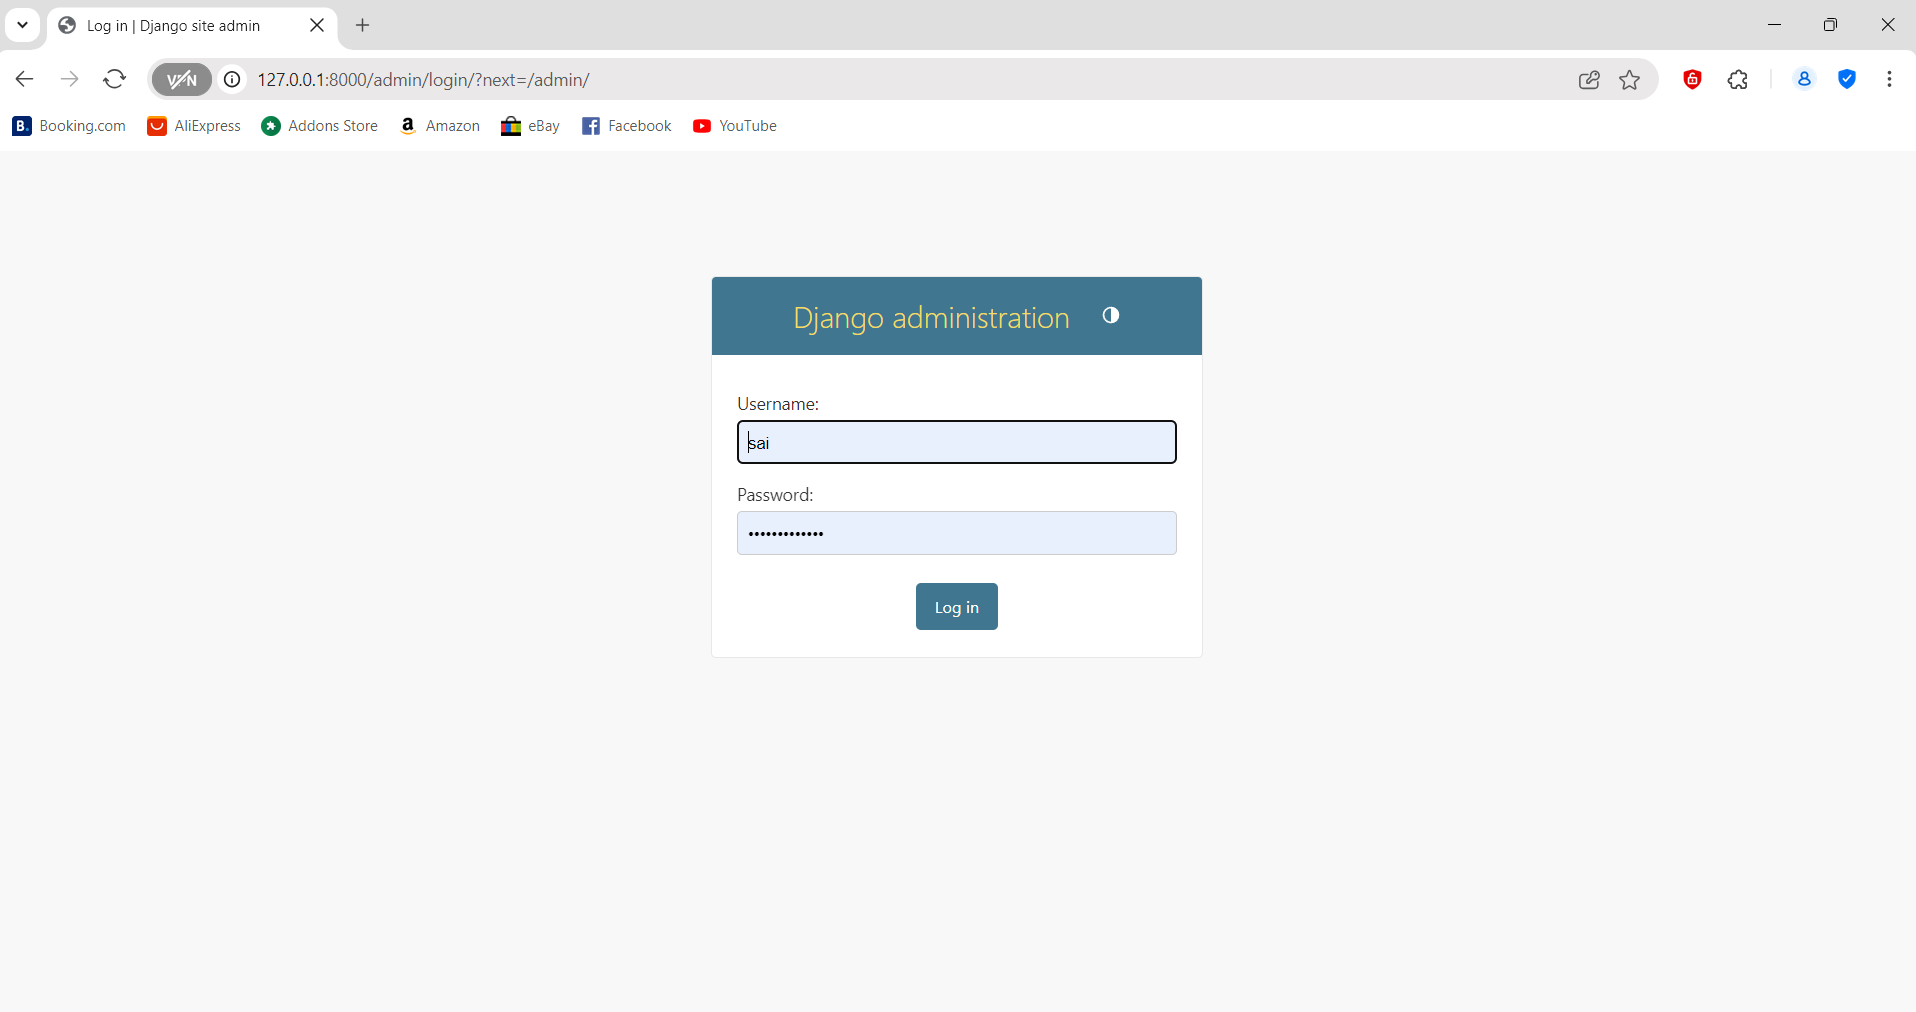 Log in | Django site admin
VPN
127.0.0.1:8000/admin/login/?next=/admin/
B. Booking.com AliExpress Addons Store a Amazon eBay Facebook YouTube
Django administration
Username:
sai
Password:
•••••••••••••
Log in